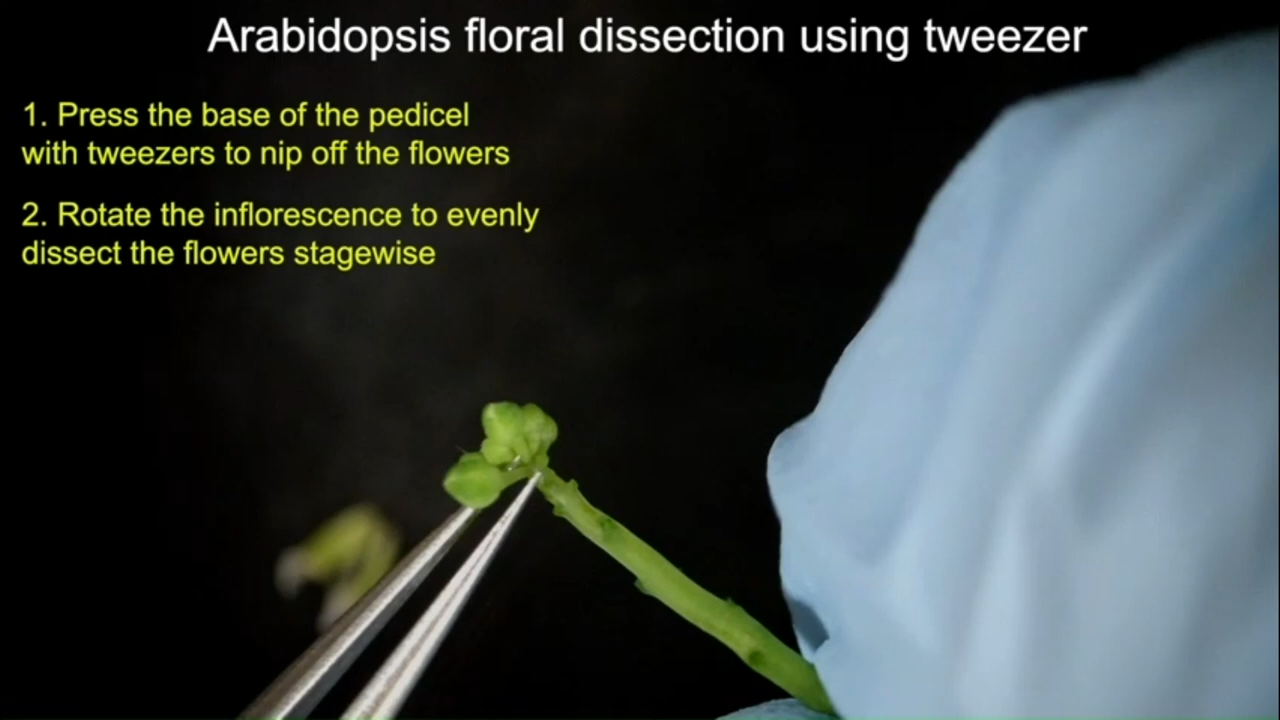 Arabidopsis floral dissection using tweezer
1. Press the base of the pedicel
with tweezers to nip off the flowers
2. Rotate the inflorescence to evenly
dissect the flowers stagewise